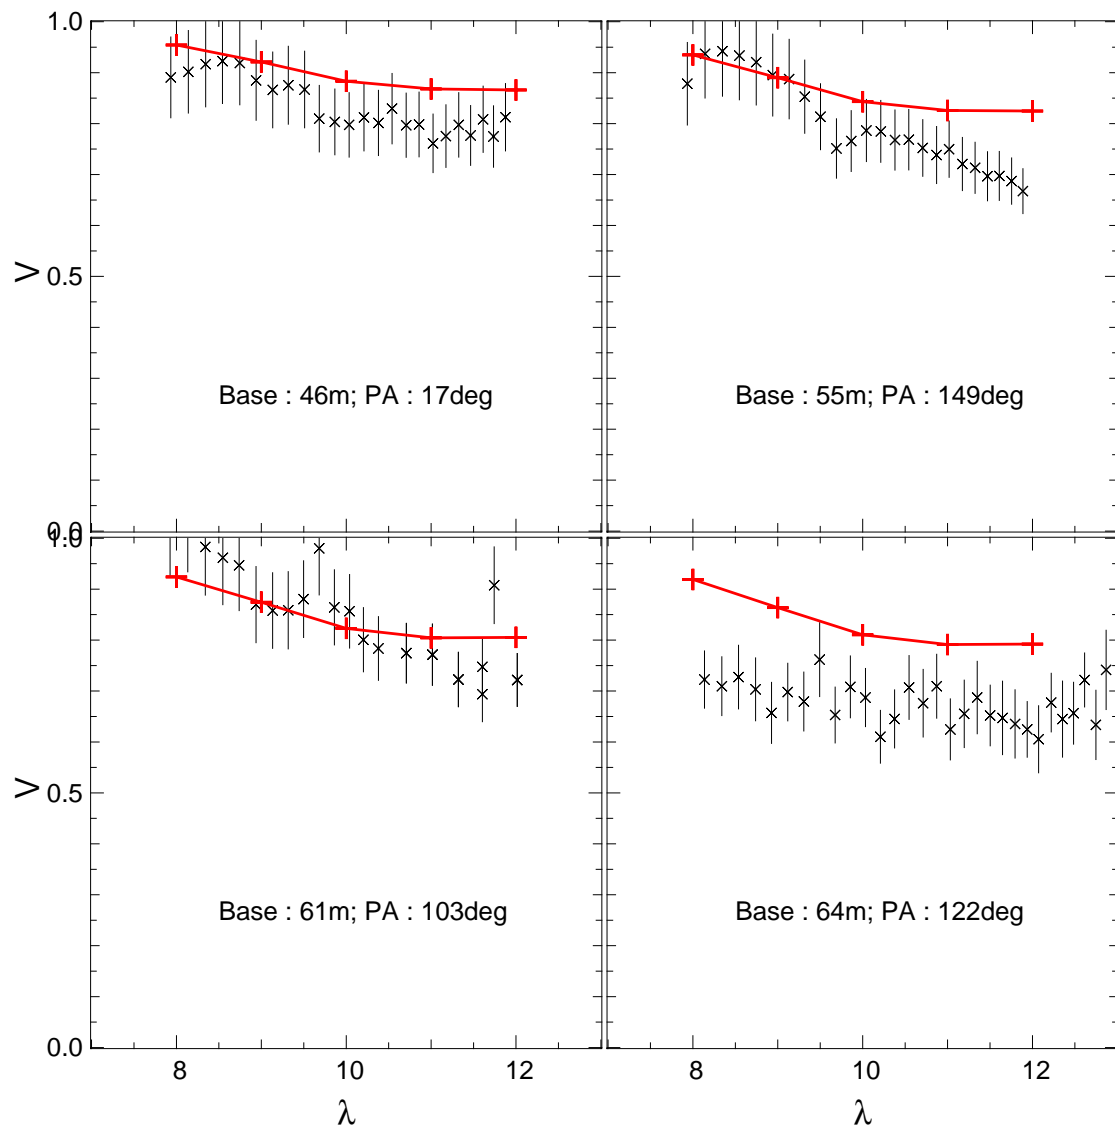 1.0
V
0.5
Base : 46m; PA : 17deg
Base : 55m; PA : 149deg
0.0
1.0
V
0.5
Base : 61m; PA : 103deg
Base : 64m; PA : 122deg
0.0
8 10 12 8 10 12
λ λ